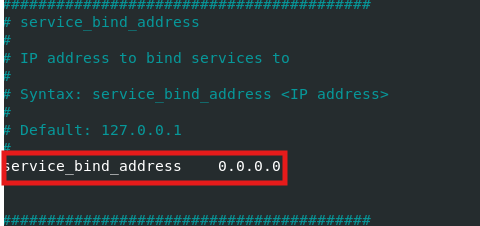 #########################################
# service_bind_address
#
# IP address to bind services to
#
# Syntax: service_bind_address <IP address>
#
# Default: 127.0.0.1
#
service_bind_address    0.0.0.0
#########################################